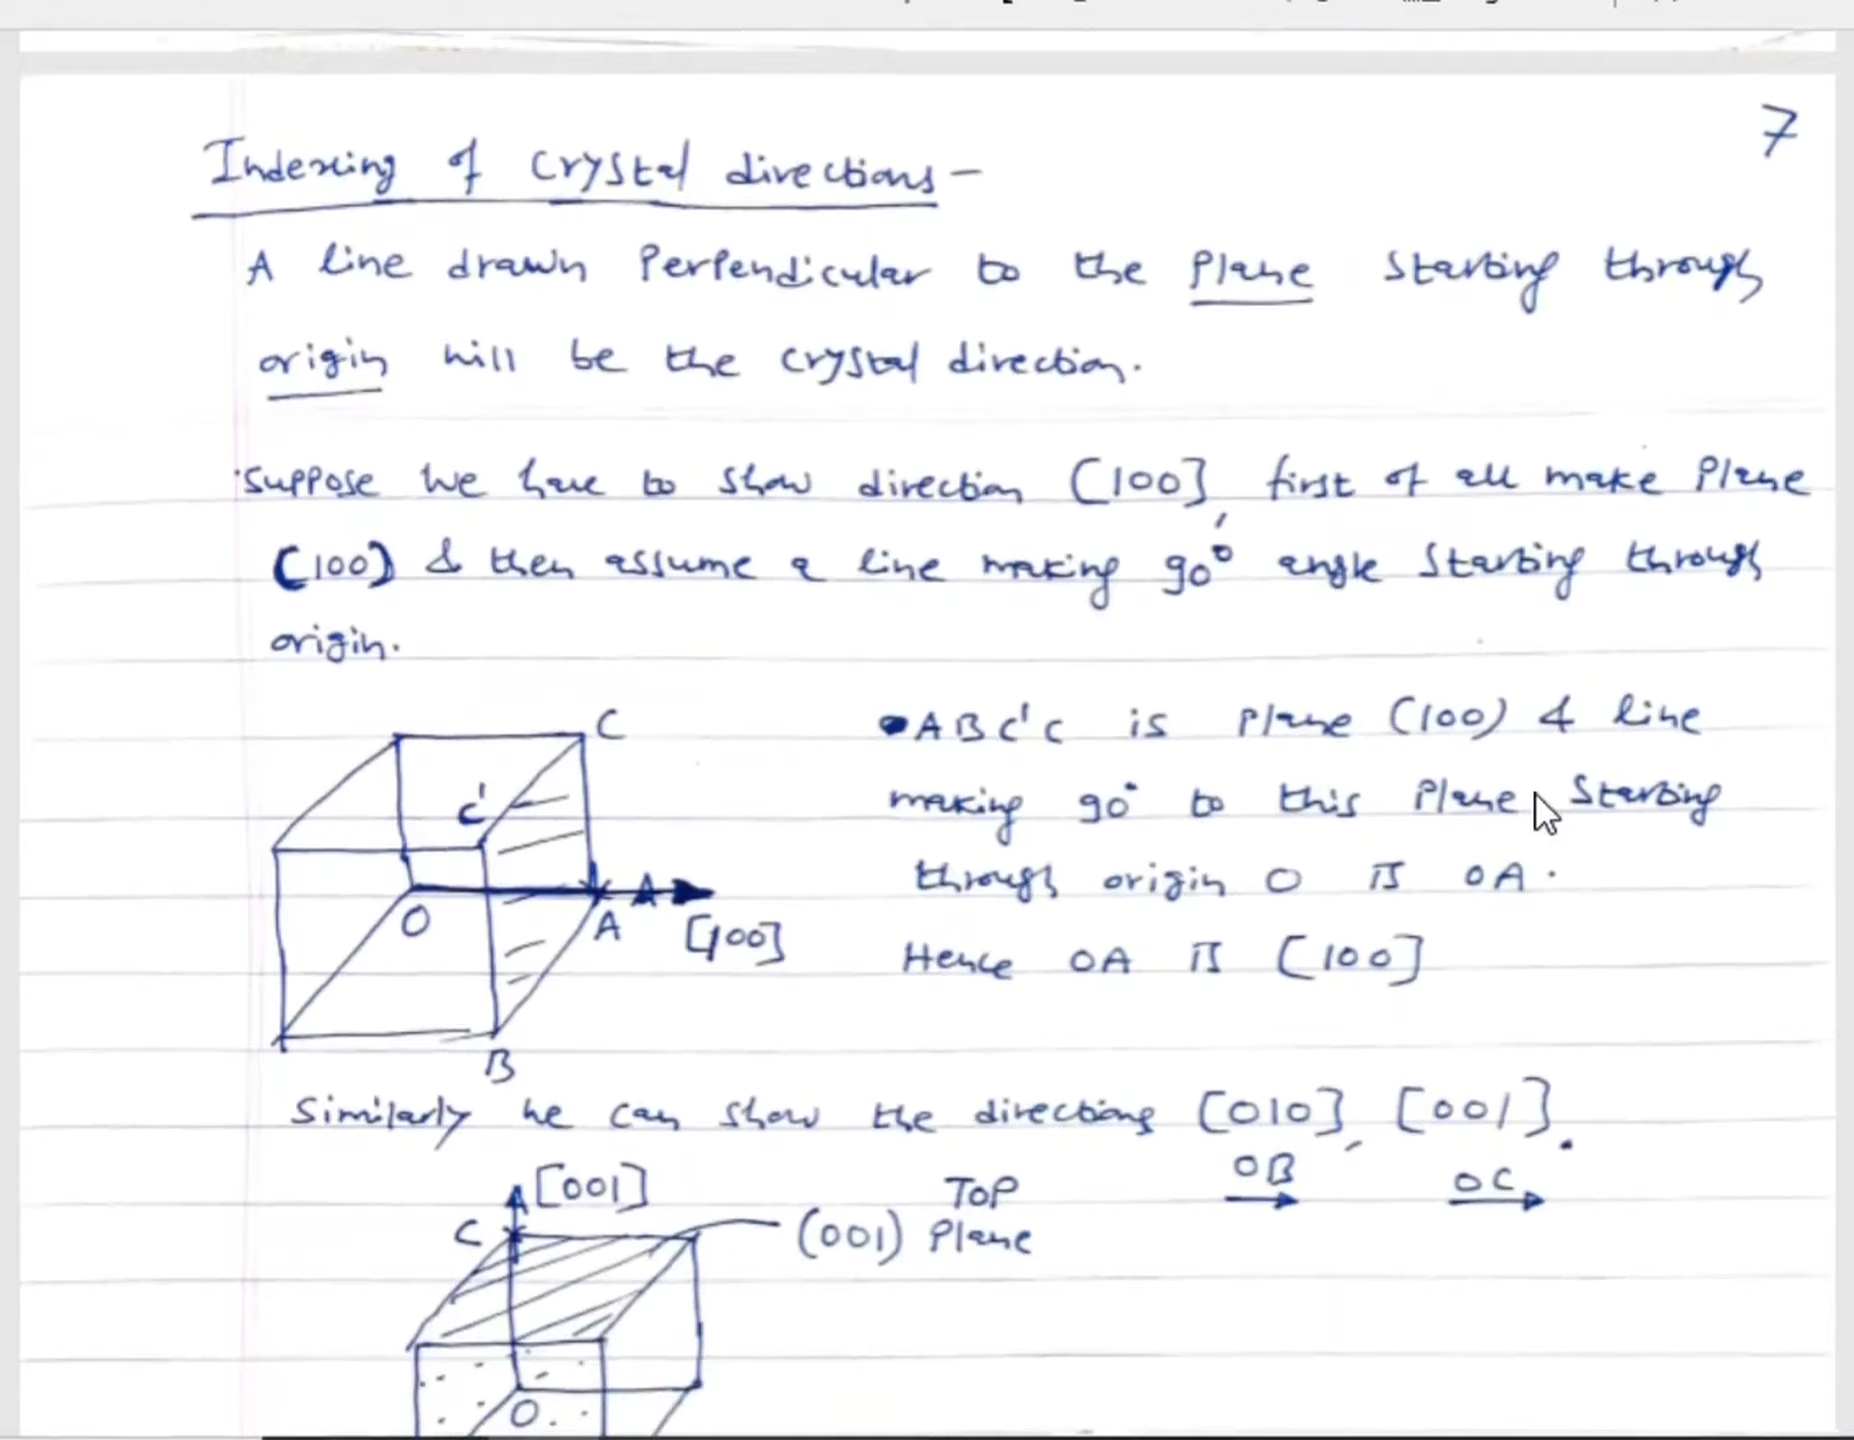 7
Indexing of Crystal directions -
A line drawn Perpendicular to the Plane Starting through
origin will be the crystal direction.
Suppose we have to show direction [100], first of all make Plane
(100) & then assume a line making 90° angle Starting through
origin.
C
C'
O
A
[100]
B
ABC'C is Plane (100) & line
making 90° to this Plane Starting
through origin O is OA.
Hence OA is [100]
Similarly we can show the directions [010], [001].
OB OC
[001]
C
TOP
(001) Plane
O